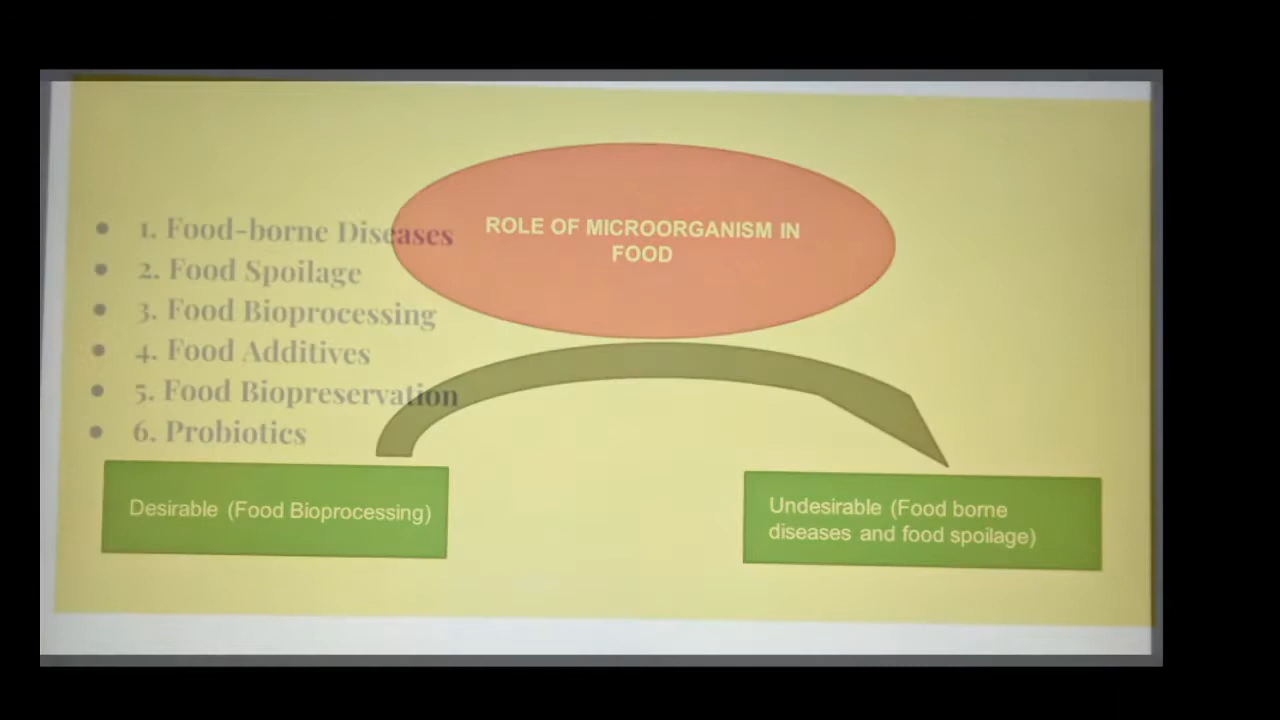 ROLE OF MICROORGANISM IN
FOOD
• 1. Food-borne Diseases
• 2. Food Spoilage
• 3. Food Bioprocessing
• 4. Food Additives
• 5. Food Biopreservation
• 6. Probiotics
Desirable (Food Bioprocessing)
Undesirable (Food borne
diseases and food spoilage)